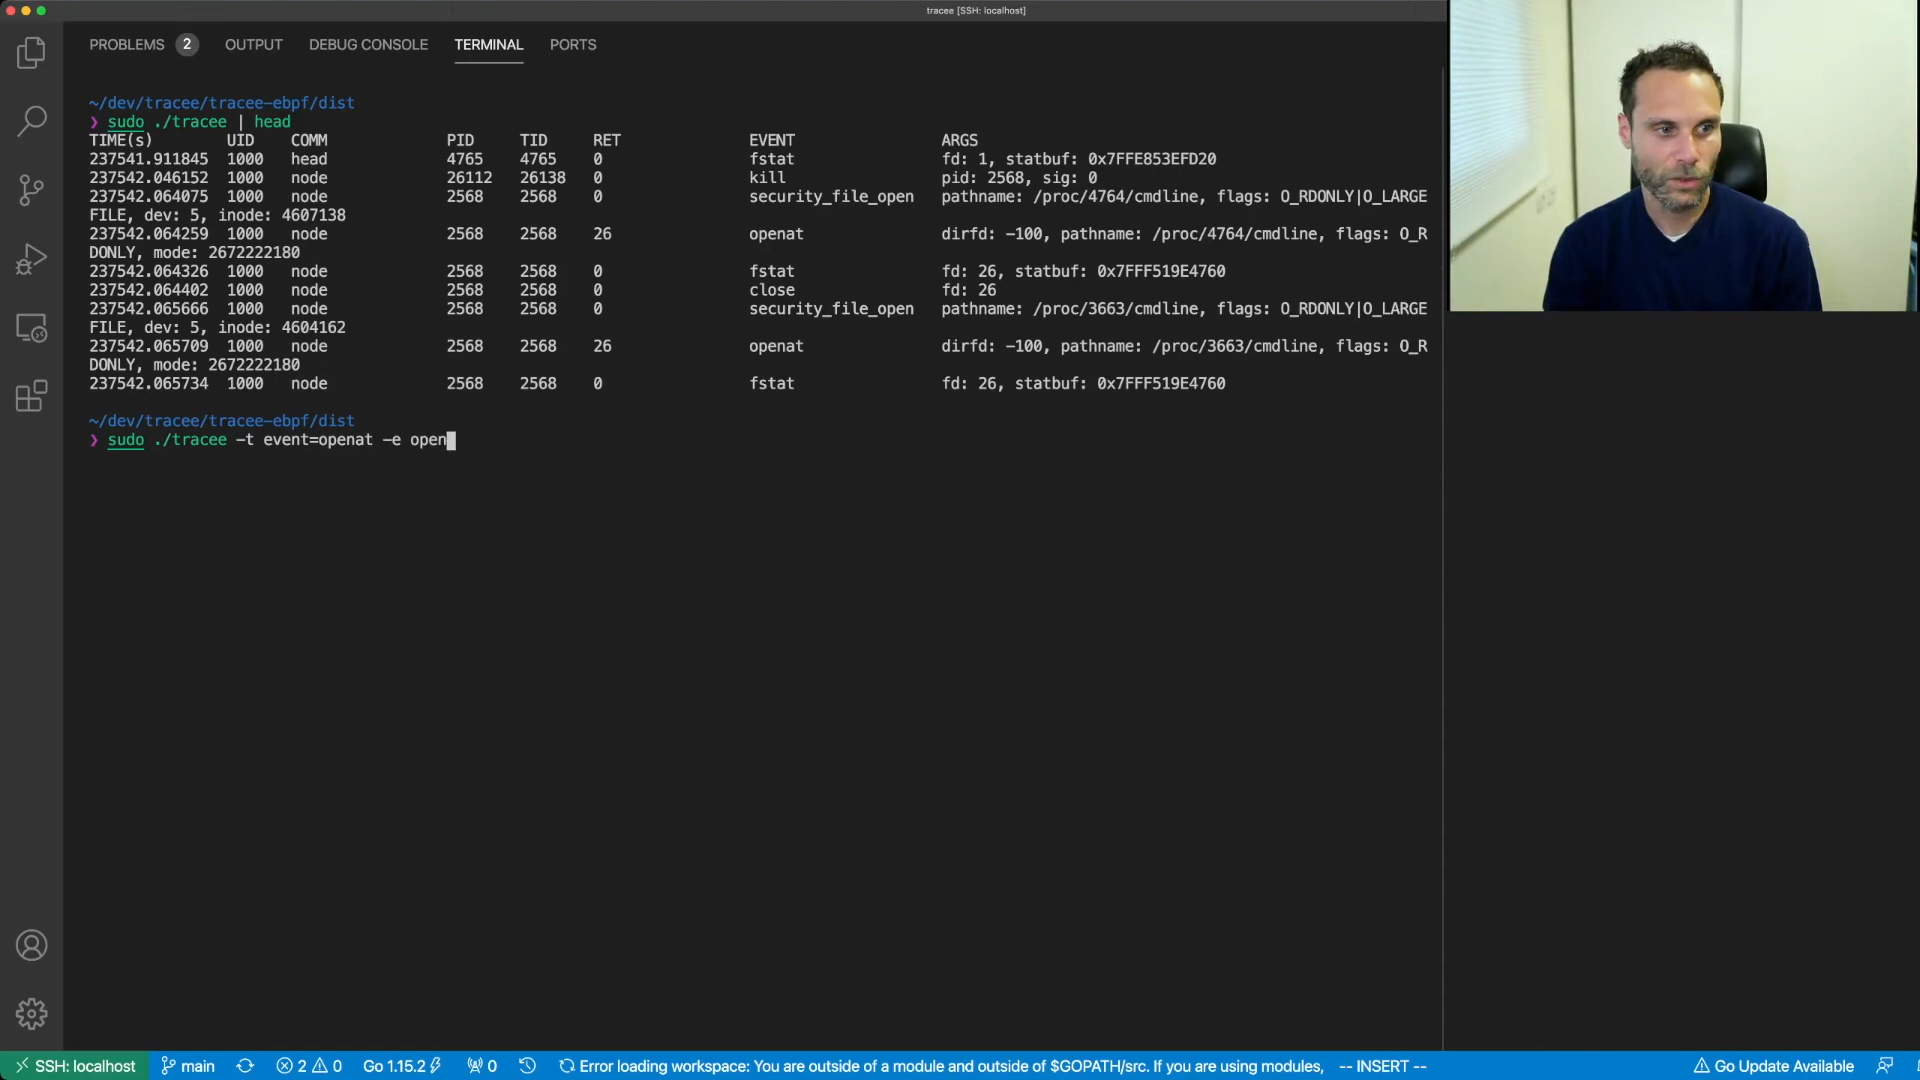 tracee [SSH: localhost]
PROBLEMS 2 OUTPUT DEBUG CONSOLE TERMINAL PORTS
~/dev/tracee/tracee-ebpf/dist
❯ sudo ./tracee | head
TIME(s) UID COMM PID TID RET EVENT ARGS
237541.911845 1000 head 4765 4765 0 fstat fd: 1, statbuf: 0x7FFE853EFD20
237542.046152 1000 node 26112 26138 0 kill pid: 2568, sig: 0
237542.064075 1000 node 2568 2568 0 security_file_open pathname: /proc/4764/cmdline, flags: O_RDONLY|O_LARGE
FILE, dev: 5, inode: 4607138
237542.064259 1000 node 2568 2568 26 openat dirfd: -100, pathname: /proc/4764/cmdline, flags: O_R
DONLY, mode: 2672222180
237542.064326 1000 node 2568 2568 0 fstat fd: 26, statbuf: 0x7FFF519E4760
237542.064402 1000 node 2568 2568 0 close fd: 26
237542.065666 1000 node 2568 2568 0 security_file_open pathname: /proc/3663/cmdline, flags: O_RDONLY|O_LARGE
FILE, dev: 5, inode: 4604162
237542.065709 1000 node 2568 2568 26 openat dirfd: -100, pathname: /proc/3663/cmdline, flags: O_R
DONLY, mode: 2672222180
237542.065734 1000 node 2568 2568 0 fstat fd: 26, statbuf: 0x7FFF519E4760
~/dev/tracee/tracee-ebpf/dist
❯ sudo ./tracee -t event=openat -e open
SSH: localhost main 2 0 Go 1.15.2 0 Error loading workspace: You are outside of a module and outside of $GOPATH/src. If you are using modules, -- INSERT -- Go Update Available